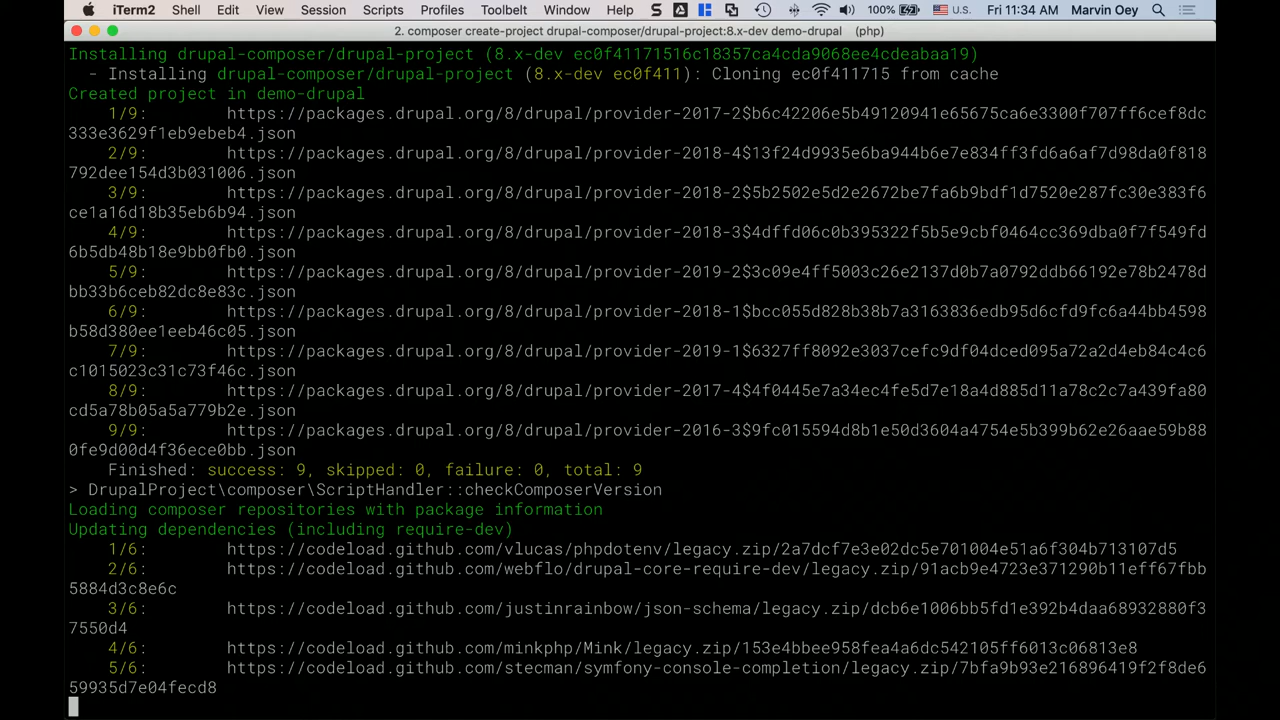 iTerm2 Shell Edit View Session Scripts Profiles Toolbelt Window Help 100% U.S. Fri 11:34 AM Marvin Oey
2. composer create-project drupal-composer/drupal-project:8.x-dev demo-drupal (php)
Installing drupal-composer/drupal-project (8.x-dev ec0f41171516c18357ca4cda9068ee4cdeabaa19)
- Installing drupal-composer/drupal-project (8.x-dev ec0f411): Cloning ec0f411715 from cache
Created project in demo-drupal
1/9: https://packages.drupal.org/8/drupal/provider-2017-2$b6c42206e5b49120941e65675ca6e3300f707ff6cef8dc
333e3629f1eb9ebeb4.json
2/9: https://packages.drupal.org/8/drupal/provider-2018-4$13f24d9935e6ba944b6e7e834ff3fd6a6af7d98da0f818
792dee154d3b031006.json
3/9: https://packages.drupal.org/8/drupal/provider-2018-2$5b2502e5d2e2672be7fa6b9bdf1d7520e287fc30e383f6
ce1a16d18b35eb6b94.json
4/9: https://packages.drupal.org/8/drupal/provider-2018-3$4dffd06c0b395322f5b5e9cbf0464cc369dba0f7f549fd
6b5db48b18e9bb0fb0.json
5/9: https://packages.drupal.org/8/drupal/provider-2019-2$3c09e4ff5003c26e2137d0b7a0792ddb66192e78b2478d
bb33b6ceb82dc8e83c.json
6/9: https://packages.drupal.org/8/drupal/provider-2018-1$bcc055d828b38b7a3163836edb95d6cfd9fc6a44bb4598
b58d380ee1eeb46c05.json
7/9: https://packages.drupal.org/8/drupal/provider-2019-1$6327ff8092e3037cefc9df04dced095a72a2d4eb84c4c6
c1015023c31c73f46c.json
8/9: https://packages.drupal.org/8/drupal/provider-2017-4$4f0445e7a34ec4fe5d7e18a4d885d11a78c2c7a439fa80
cd5a78b05a5a779b2e.json
9/9: https://packages.drupal.org/8/drupal/provider-2016-3$9fc015594d8b1e50d3604a4754e5b399b62e26aae59b88
0fe9d00d4f36ece0bb.json
Finished: success: 9, skipped: 0, failure: 0, total: 9
> DrupalProject\composer\ScriptHandler::checkComposerVersion
Loading composer repositories with package information
Updating dependencies (including require-dev)
1/6: https://codeload.github.com/vlucas/phpdotenv/legacy.zip/2a7dcf7e3e02dc5e701004e51a6f304b713107d5
2/6: https://codeload.github.com/webflo/drupal-core-require-dev/legacy.zip/91acb9e4723e371290b11eff67fbb
5884d3c8e6c
3/6: https://codeload.github.com/justinrainbow/json-schema/legacy.zip/dcb6e1006bb5fd1e392b4daa68932880f3
7550d4
4/6: https://codeload.github.com/minkphp/Mink/legacy.zip/153e4bbee958fea4a6dc542105ff6013c06813e8
5/6: https://codeload.github.com/stecman/symfony-console-completion/legacy.zip/7bfa9b93e216896419f2f8de6
59935d7e04fecd8